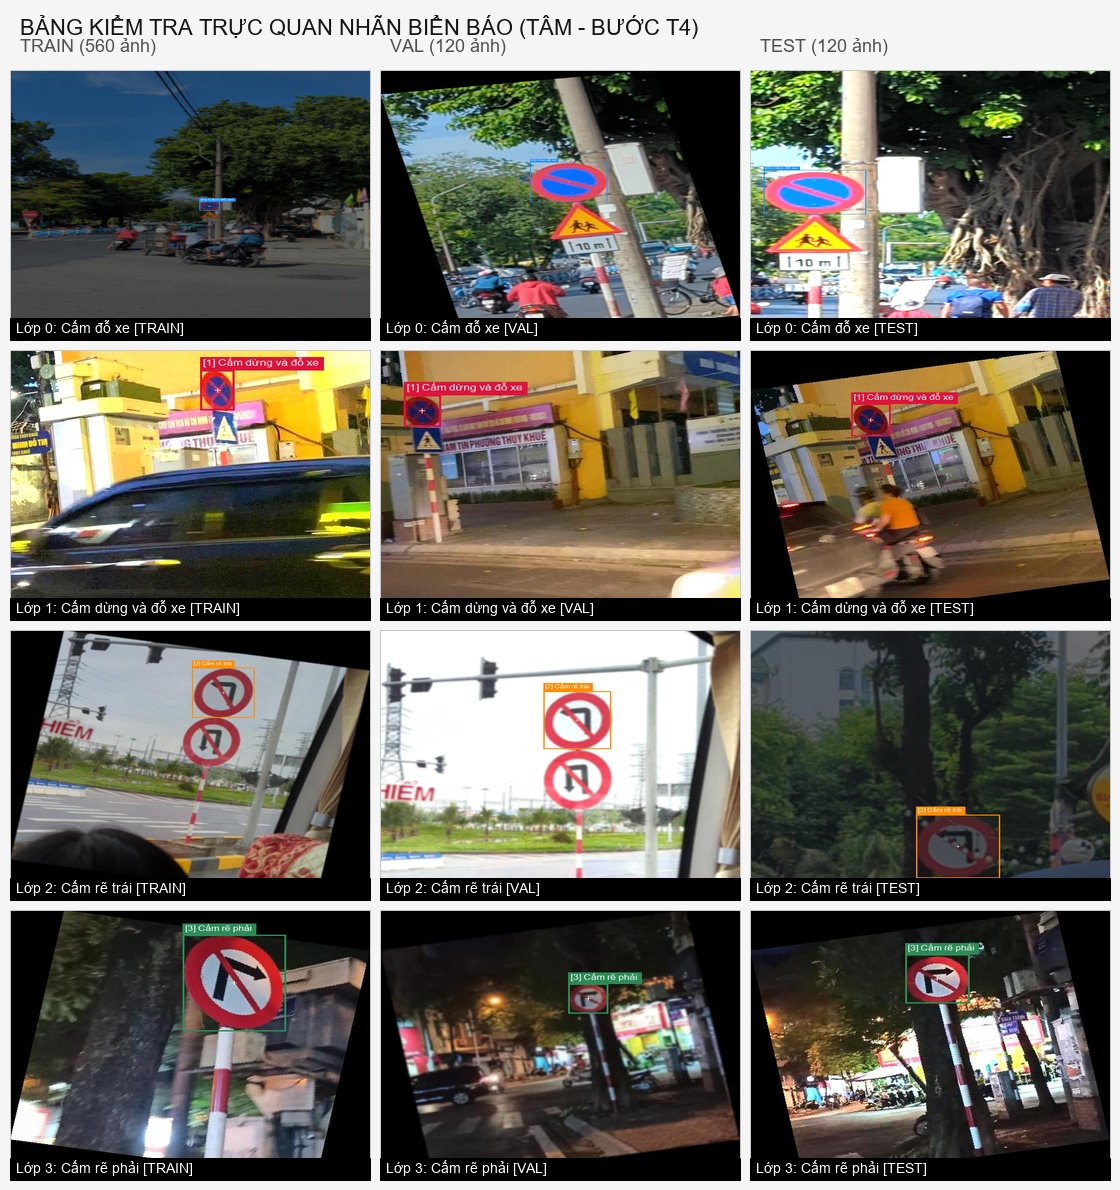 BẢNG KIỂM TRA TRỰC QUAN NHÃN BIỂN BÁO (TÂM - BƯỚC T4)
TRAIN (560 ảnh)
VAL (120 ảnh)
TEST (120 ảnh)
10 m
10 m
Lớp 0: Cấm đỗ xe [TRAIN]
Lớp 0: Cấm đỗ xe [VAL]
Lớp 0: Cấm đỗ xe [TEST]
[1] Cấm dừng và đỗ xe
[1] Cấm dừng và đỗ xe
[1] Cấm dừng và đỗ xe
PHƯỜNG THỤY KHUÊ
Lớp 1: Cấm dừng và đỗ xe [TRAIN]
Lớp 1: Cấm dừng và đỗ xe [VAL]
Lớp 1: Cấm dừng và đỗ xe [TEST]
[2] Cấm rẽ trái
[2] Cấm rẽ trái
[2] Cấm rẽ trái
HIỂM
HIỂM
Lớp 2: Cấm rẽ trái [TRAIN]
Lớp 2: Cấm rẽ trái [VAL]
Lớp 2: Cấm rẽ trái [TEST]
[3] Cấm rẽ phải
[3] Cấm rẽ phải
[3] Cấm rẽ phải
Lớp 3: Cấm rẽ phải [TRAIN]
Lớp 3: Cấm rẽ phải [VAL]
Lớp 3: Cấm rẽ phải [TEST]